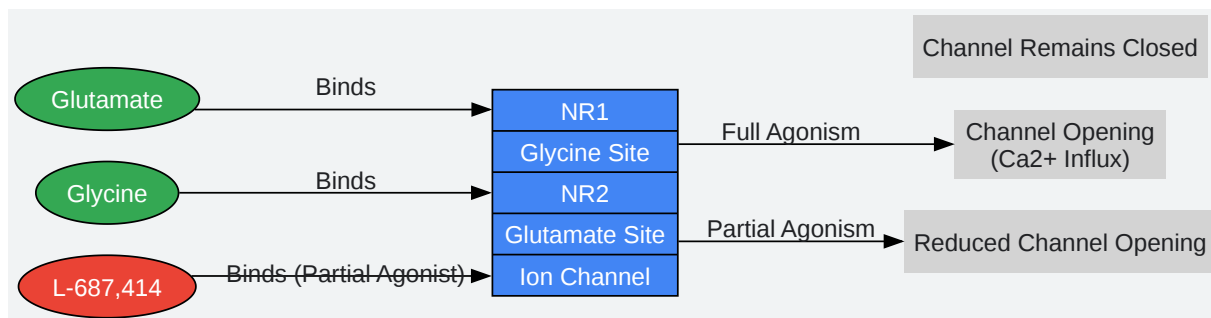 Channel Remains Closed
Glutamate
Binds
NR1
Glycine Site
NR2
Glutamate Site
Ion Channel
Full Agonism
Channel Opening
(Ca2+ Influx)
Glycine
Binds
Partial Agonism
Reduced Channel Opening
L-687,414
Binds (Partial Agonist)